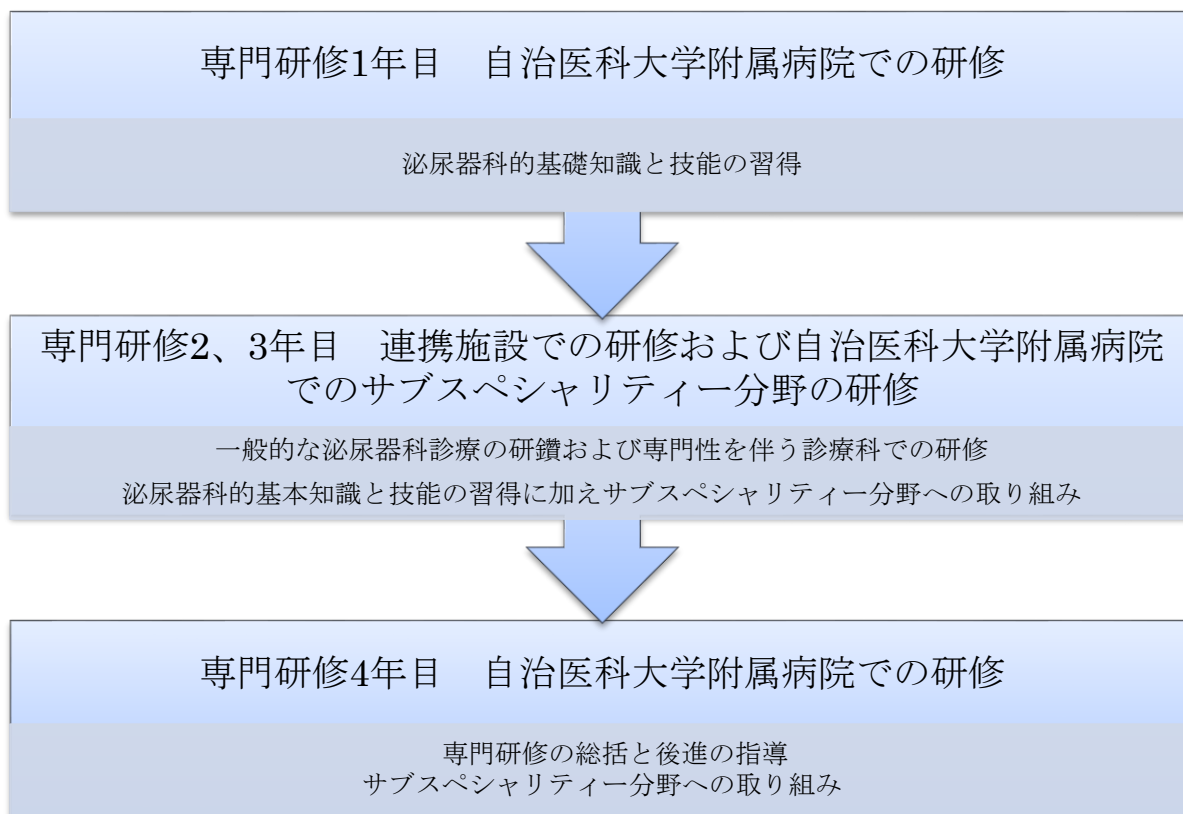 専門研修1年目　自治医科大学附属病院での研修
泌尿器科的基礎知識と技能の習得
専門研修2、3年目　連携施設での研修および自治医科大学附属病院
でのサブスペシャリティー分野の研修
一般的な泌尿器科診療の研鑽および専門性を伴う診療科での研修
泌尿器科的基本知識と技能の習得に加えサブスペシャリティー分野への取り組み
専門研修4年目　自治医科大学附属病院での研修
専門研修の総括と後進の指導
サブスペシャリティー分野への取り組み